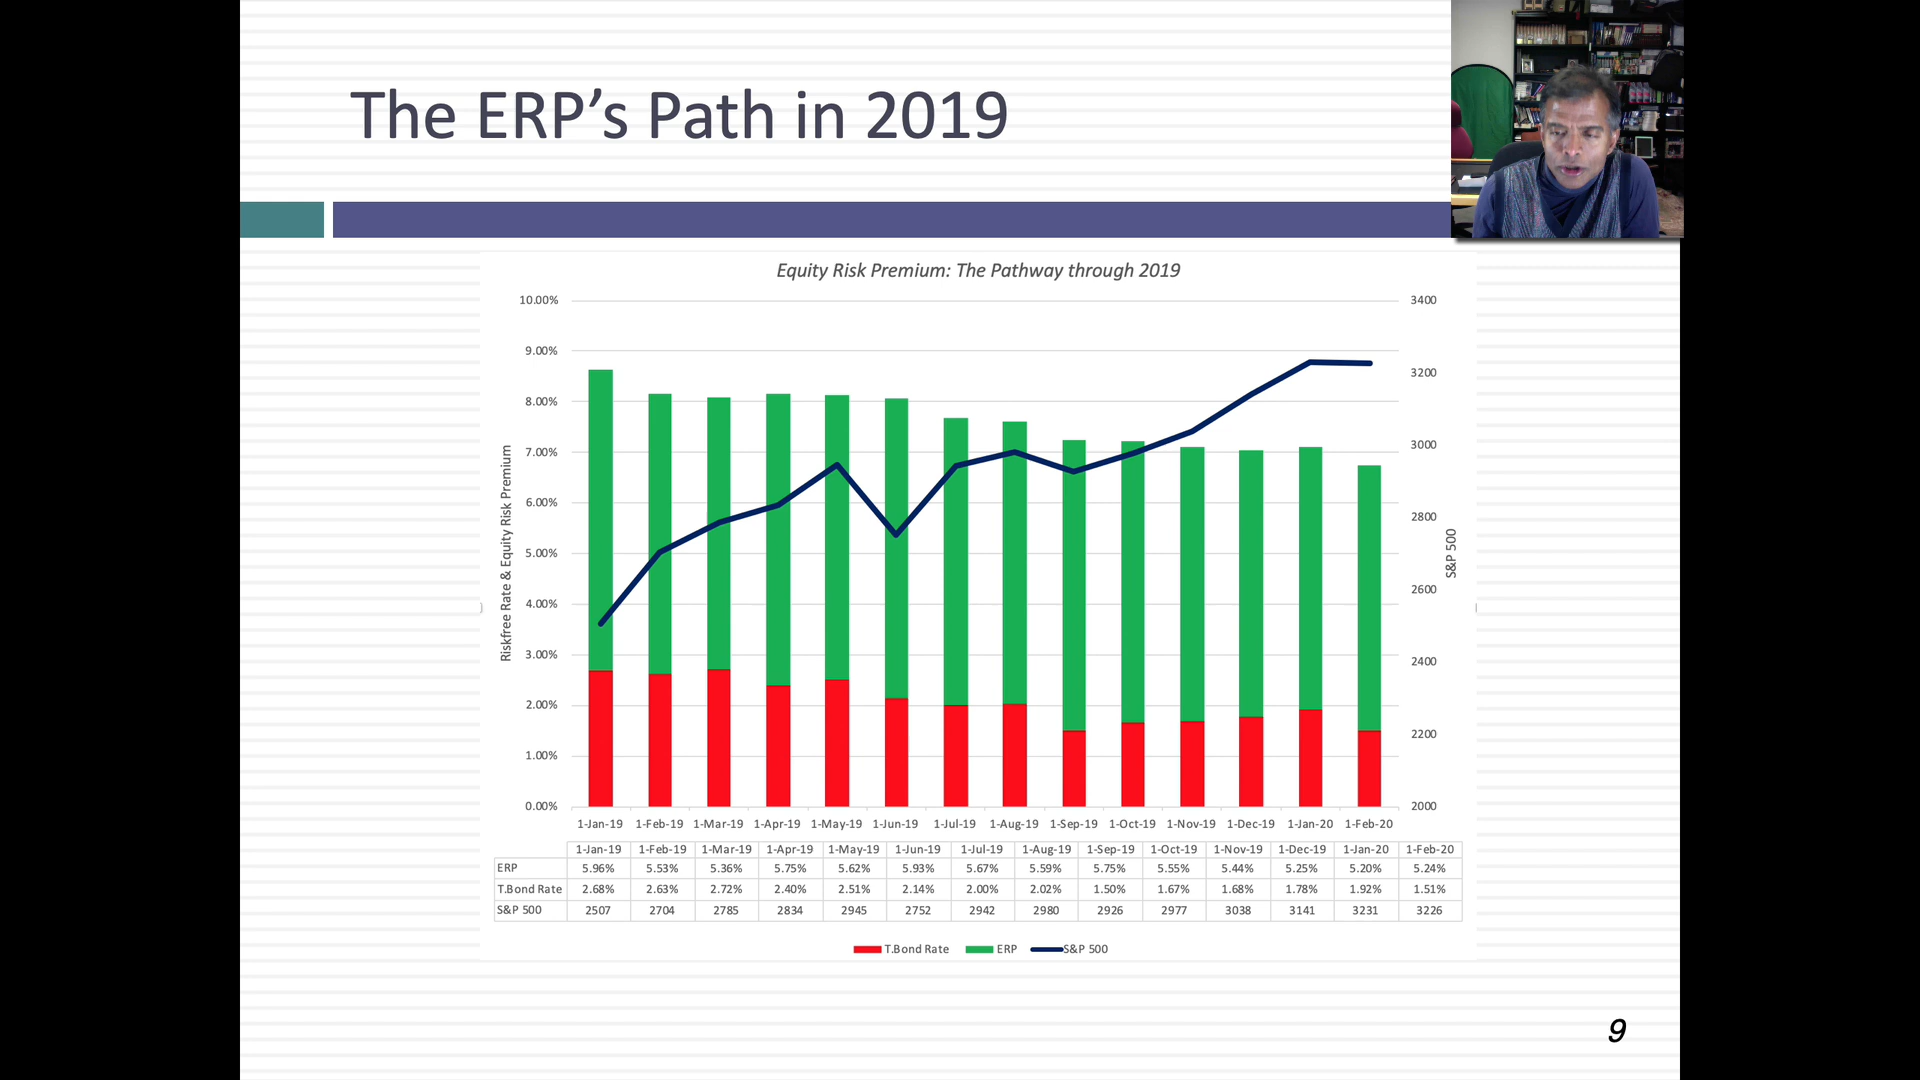 The ERP's Path in 2019
Equity Risk Premium: The Pathway through 2019
10.00%
9.00%
8.00%
7.00%
6.00%
5.00%
4.00%
3.00%
2.00%
1.00%
0.00%
Riskfree Rate & Equity Risk Premium
3400
3200
3000
2800
2600
2400
2200
2000
S&P 500
1-Jan-19 1-Feb-19 1-Mar-19 1-Apr-19 1-May-19 1-Jun-19 1-Jul-19 1-Aug-19 1-Sep-19 1-Oct-19 1-Nov-19 1-Dec-19 1-Jan-20 1-Feb-20
1-Jan-19 1-Feb-19 1-Mar-19 1-Apr-19 1-May-19 1-Jun-19 1-Jul-19 1-Aug-19 1-Sep-19 1-Oct-19 1-Nov-19 1-Dec-19 1-Jan-20 1-Feb-20
ERP 5.96% 5.53% 5.36% 5.75% 5.62% 5.93% 5.67% 5.59% 5.75% 5.55% 5.44% 5.25% 5.20% 5.24%
T.Bond Rate 2.68% 2.63% 2.72% 2.40% 2.51% 2.14% 2.00% 2.02% 1.50% 1.67% 1.68% 1.78% 1.92% 1.51%
S&P 500 2507 2704 2785 2834 2945 2752 2942 2980 2926 2977 3038 3141 3231 3226
T.Bond Rate ERP S&P 500
9